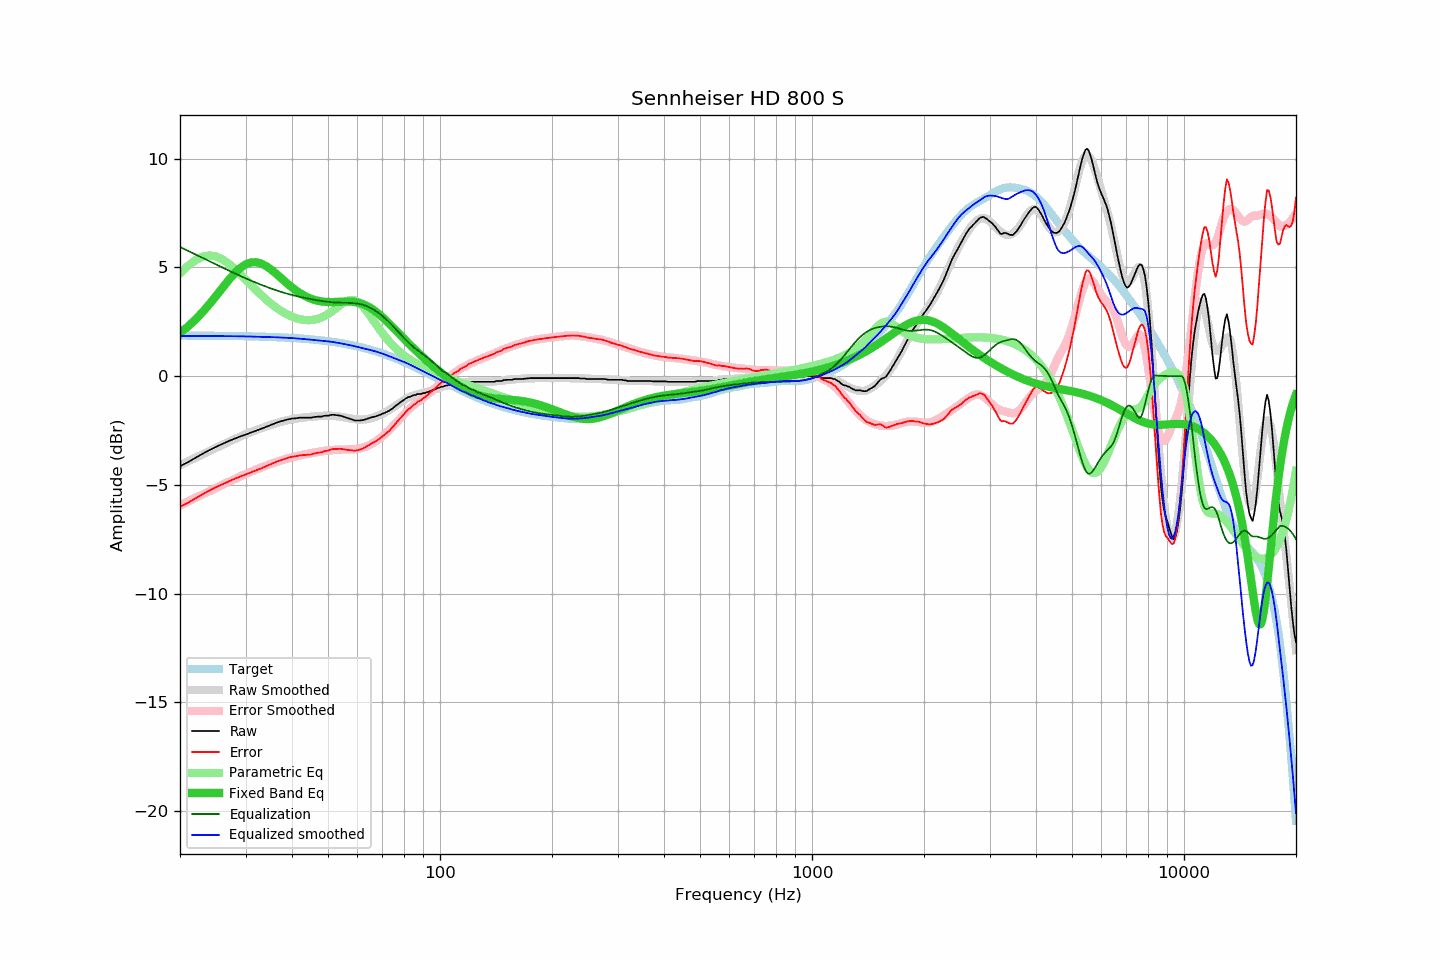 Sennheiser HD 800 S
10
5
0
−5
−10
−15
−20
Amplitude (dBr)
Target
Raw Smoothed
Error Smoothed
Raw
Error
Parametric Eq
Fixed Band Eq
Equalization
Equalized smoothed
100
1000
10000
Frequency (Hz)